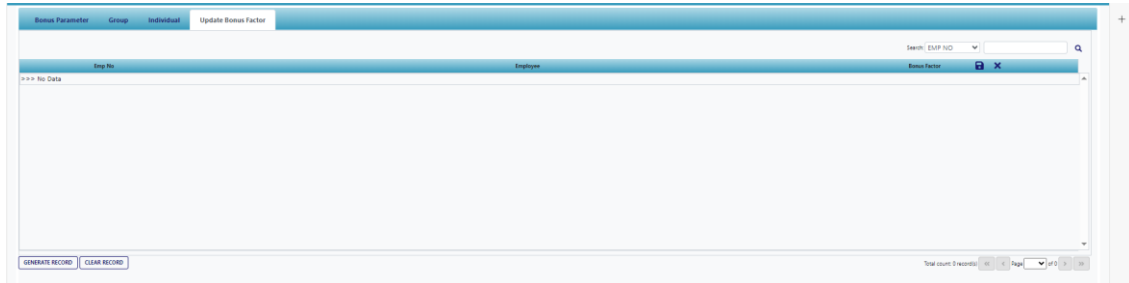 Bonus Parameter Group Individual Update Bonus Factor
Search: EMP NO
Emp No Employee Bonus Factor
>>> No Data
GENERATE RECORD CLEAR RECORD Total count: 0 record(s) << < Page of 0 > >>